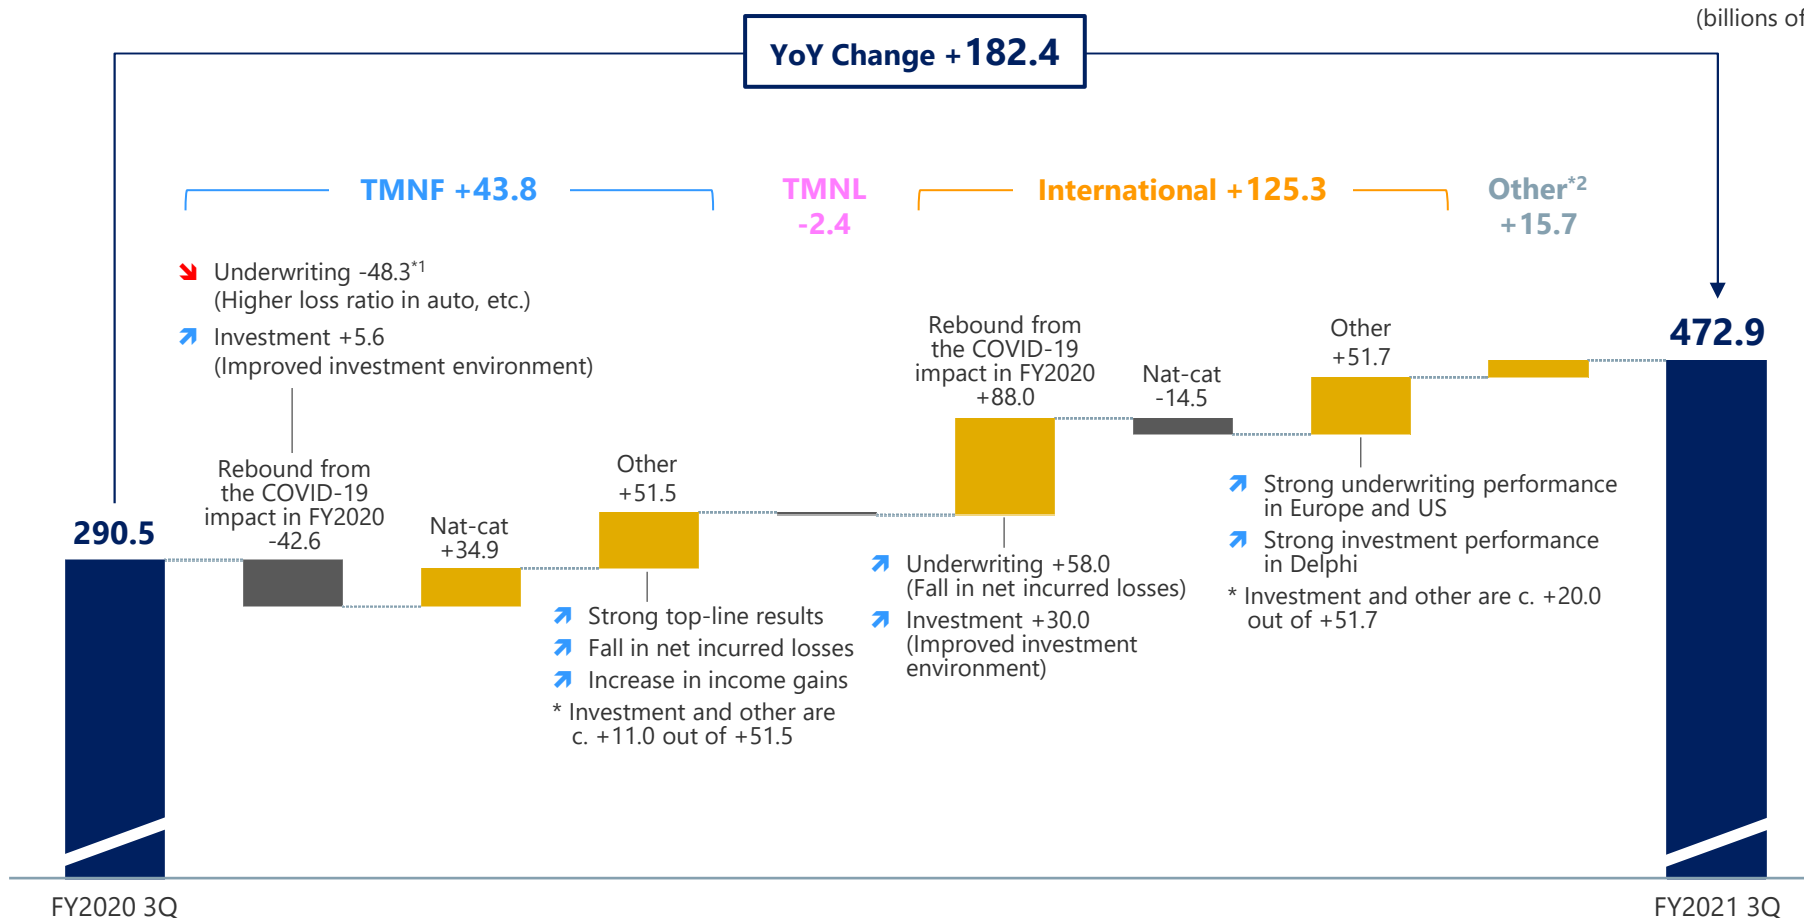 (billions of
YoY Change +182.4
TMNF +43.8
TMNL
-2.4
International +125.3
Other*2
+15.7
Underwriting -48.3*1
(Higher loss ratio in auto, etc.)
Investment +5.6
(Improved investment environment)
290.5
Rebound from
the COVID-19
impact in FY2020
-42.6
Nat-cat
+34.9
Other
+51.5
Strong top-line results
Fall in net incurred losses
Increase in income gains
* Investment and other are
c. +11.0 out of +51.5
Rebound from
the COVID-19
impact in FY2020
+88.0
Underwriting +58.0
(Fall in net incurred losses)
Investment +30.0
(Improved investment
environment)
Nat-cat
-14.5
Other
+51.7
Strong underwriting performance
in Europe and US
Strong investment performance
in Delphi
* Investment and other are c. +20.0
out of +51.7
472.9
FY2020 3Q
FY2021 3Q